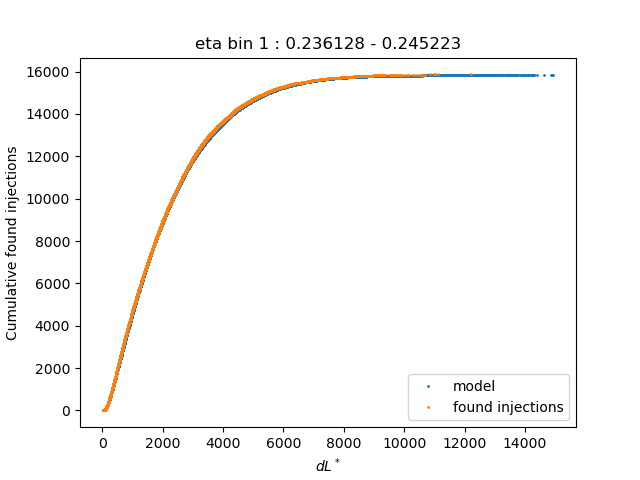 eta bin 1 : 0.236128 - 0.245223
16000
14000
12000
10000
8000
6000
4000
2000
0
Cumulative found injections
model
found injections
0 2000 4000 6000 8000 10000 12000 14000
dL*